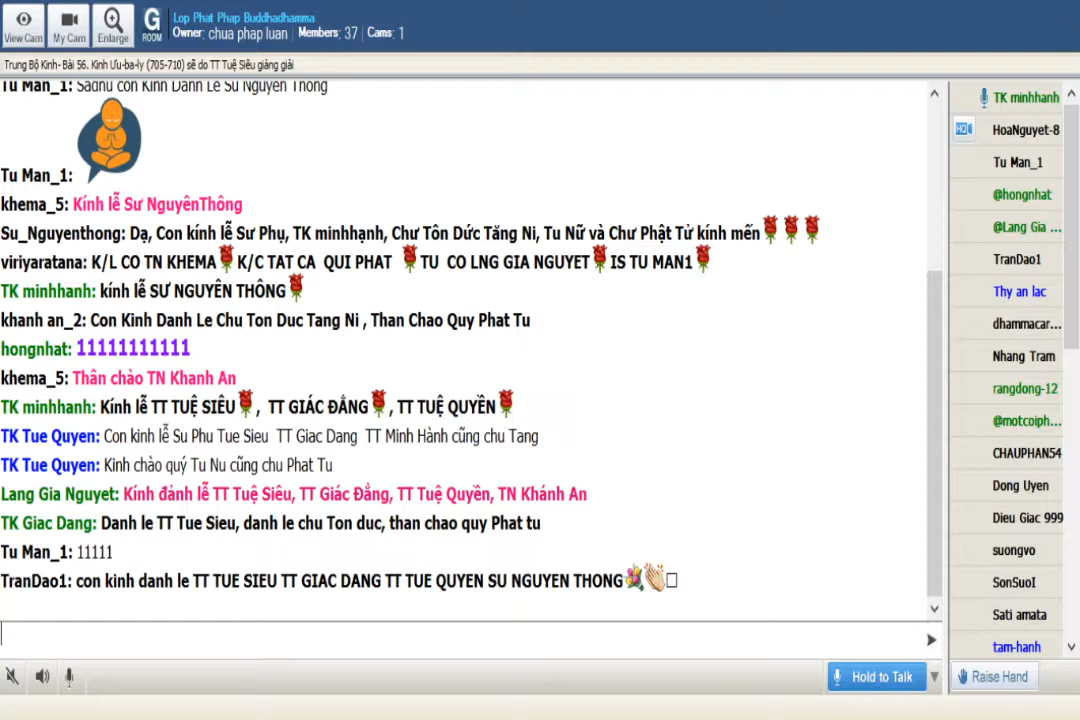 View Cam My Cam Enlarge G ROOM Lop Phat Phap Buddhadhamma
Owner: chua phap luan Members: 37 Cams: 1
Trung Bộ Kinh- Bài 56. Kinh Ưu-ba-ly (705-710) sẽ do TT Tuệ Siêu giảng giải
Tu Man_1: Sadhu con Kinh Danh Le Su Nguyen Thong
Tu Man_1:
khema_5: Kính lễ Sư NguyênThông
Su_Nguyenthong: Dạ, Con kính lễ Sư Phụ, TK minhhạnh, Chư Tôn Dức Tăng Ni, Tu Nữ và Chư Phật Tử kính mến
viriyaratana: K/L CO TN KHEMA K/C TAT CA QUI PHAT TU CO LNG GIA NGUYET IS TU MAN1
TK minhhanh: kính lễ SƯ NGUYÊN THÔNG
khanh an_2: Con Kinh Danh Le Chu Ton Duc Tang Ni , Than Chao Quy Phat Tu
hongnhat: 11111111111
khema_5: Thân chào TN Khanh An
TK minhhanh: Kính lễ TT TUỆ SIÊU , TT GIÁC ĐẲNG , TT TUỆ QUYỀN
TK Tue Quyen: Con kinh lễ Su Phu Tue Sieu TT Giac Dang TT Minh Hành cũng chu Tang
TK Tue Quyen: Kinh chào quý Tu Nu cũng chu Phat Tu
Lang Gia Nguyet: Kính đảnh lễ TT Tuệ Siêu, TT Giác Đẳng, TT Tuệ Quyền, TN Khánh An
TK Giac Dang: Danh le TT Tue Sieu, danh le chu Ton duc, than chao quy Phat tu
Tu Man_1: 11111
TranDao1: con kinh danh le TT TUE SIEU TT GIAC DANG TT TUE QUYEN SU NGUYEN THONG
Hold to Talk
TK minhhanh
HD HoaNguyet-8
Tu Man_1
@hongnhat
@Lang Gia ...
TranDao1
Thy an lac
dhammacar...
Nhang Tram
rangdong-12
@motcoiph...
CHAUPHAN54
Dong Uyen
Dieu Giac 999
suongvo
SonSuoI
Sati amata
tam-hanh
Raise Hand